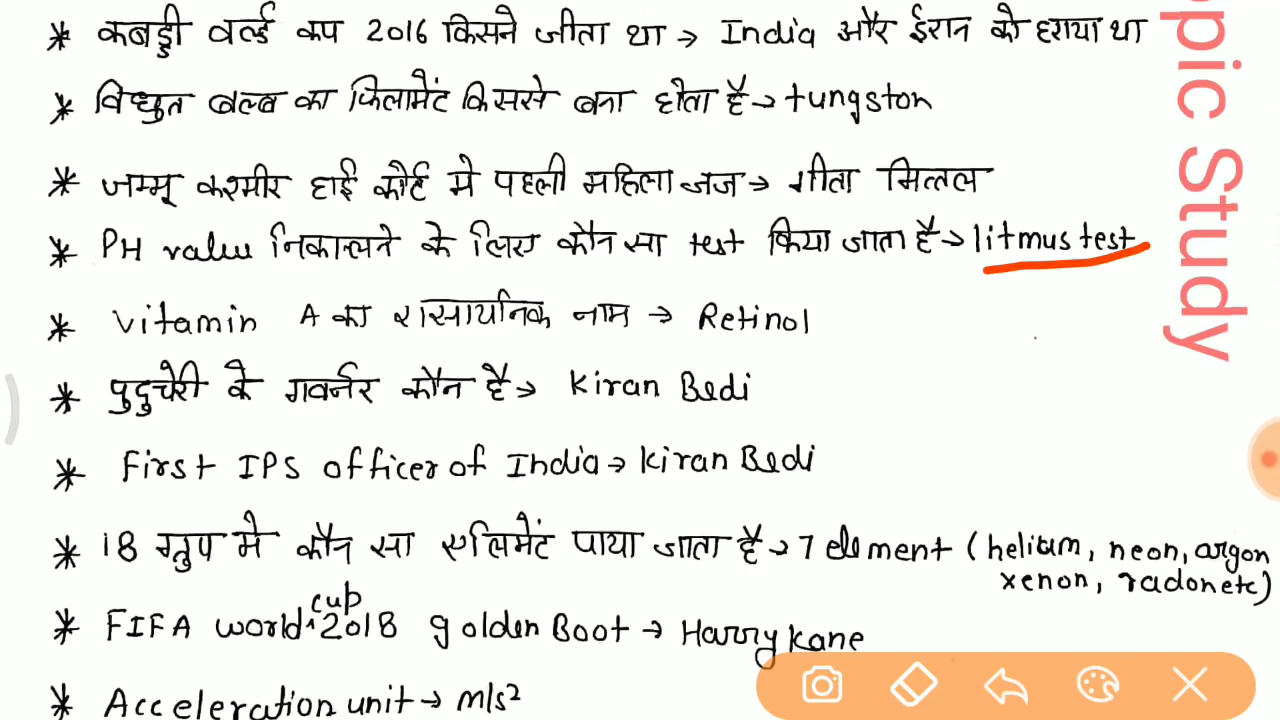 * कबड्डी वर्ल्ड कप 2016 किसने जीता था → India और ईरान को हराया था
* विध्युत बल्ब का फिलामेंट किससे बना होता है → tungston
* जम्मू कश्मीर हाई कोर्ट मे पहली महिला जज → गीता मित्तल
* PH value निकालने के लिए कौन सा test किया जाता है → litmus test
* Vitamin A का रासायनिक नाम → Retinol
* पुदुचेरी के गवर्नर कौन है → Kiran Bedi
* First IPS officer of India → Kiran Bedi
* 18 ग्रुप मे कौन सा एलिमेंट पाया जाता है → 7 element (helium, neon, argon
xenon, radon etc)
* FIFA world cup 2018 golden Boot → Harry kane
* Acceleration unit → m/s²
opic Study